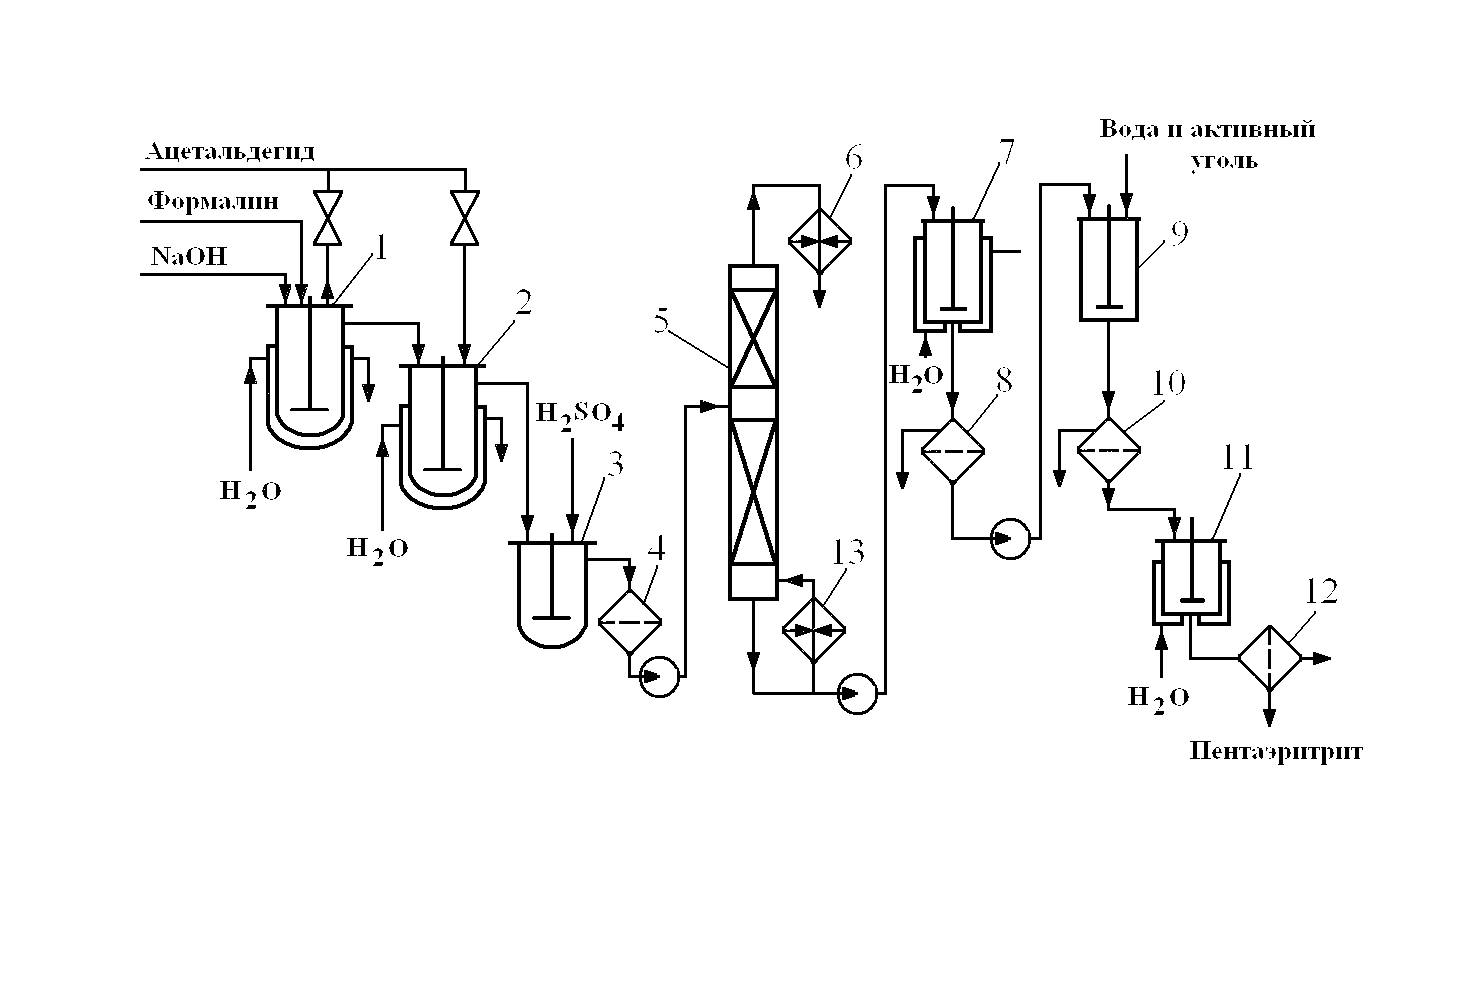 Ацетальдегид
Формалин
NaOH
1
2
3
4
5
6
7
8
9
10
11
12
13
H2O
H2O
H2SO4
H2O
Вода и активный
уголь
H2O
Пентаэритрит